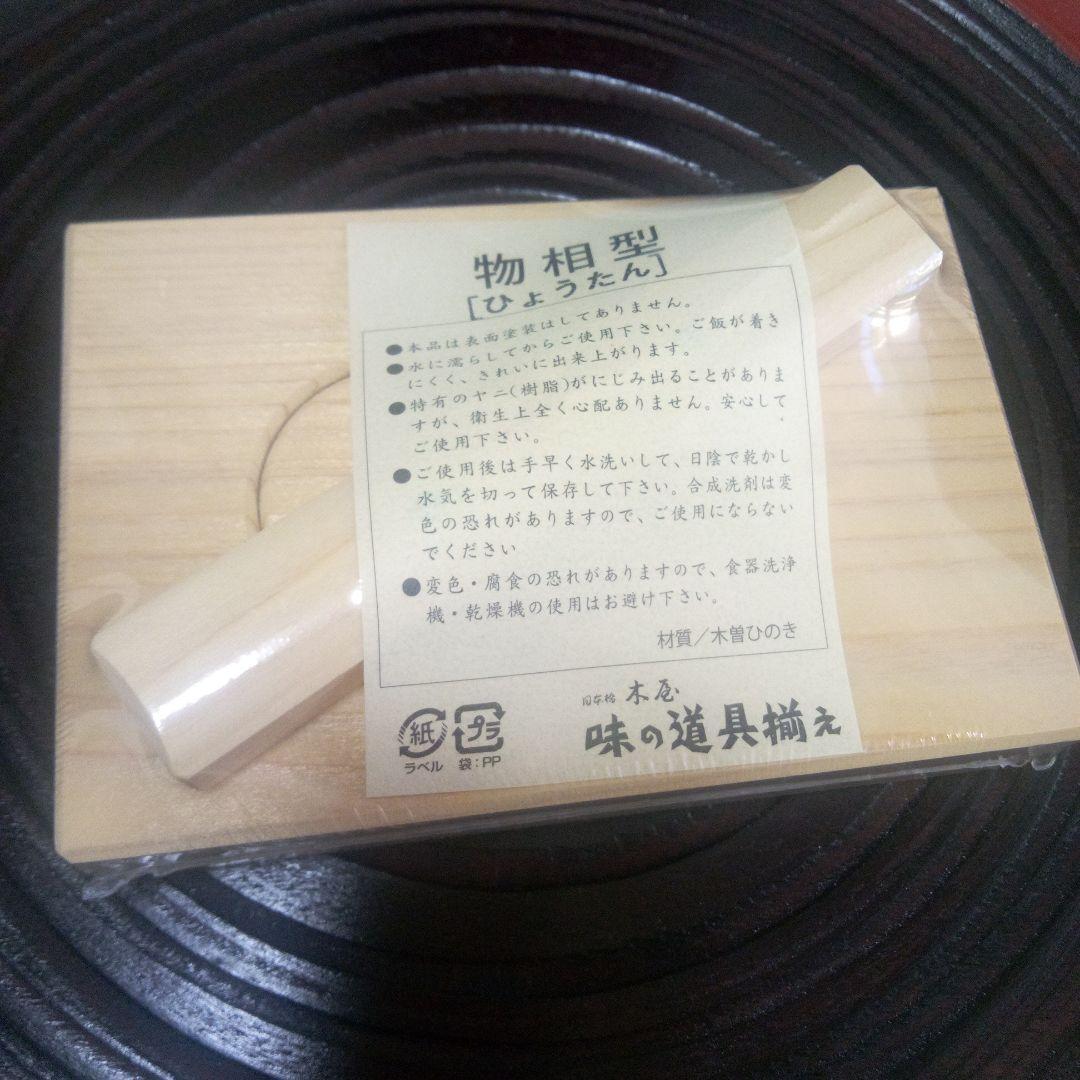 物相型
[ひょうたん]
●本品は表面塗装はしてありません。
●水に濡らしてからご使用下さい。ご飯が着き
にくく、きれいに出来上がります。
●特有のヤニ(樹脂)がにじみ出ることがありま
すが、衛生上全く心配ありません。安心して
ご使用下さい。
●ご使用後は手早く水洗いして、日陰で乾かし
水気を切って保存して下さい。合成洗剤は変
色の恐れがありますので、ご使用にならない
でください
●変色・腐食の恐れがありますので、食器洗浄
機・乾燥機の使用はお避け下さい。
材質/木曽ひのき
日本橋 木屋
味の道具揃え
紙 プラ
ラベル 袋:PP